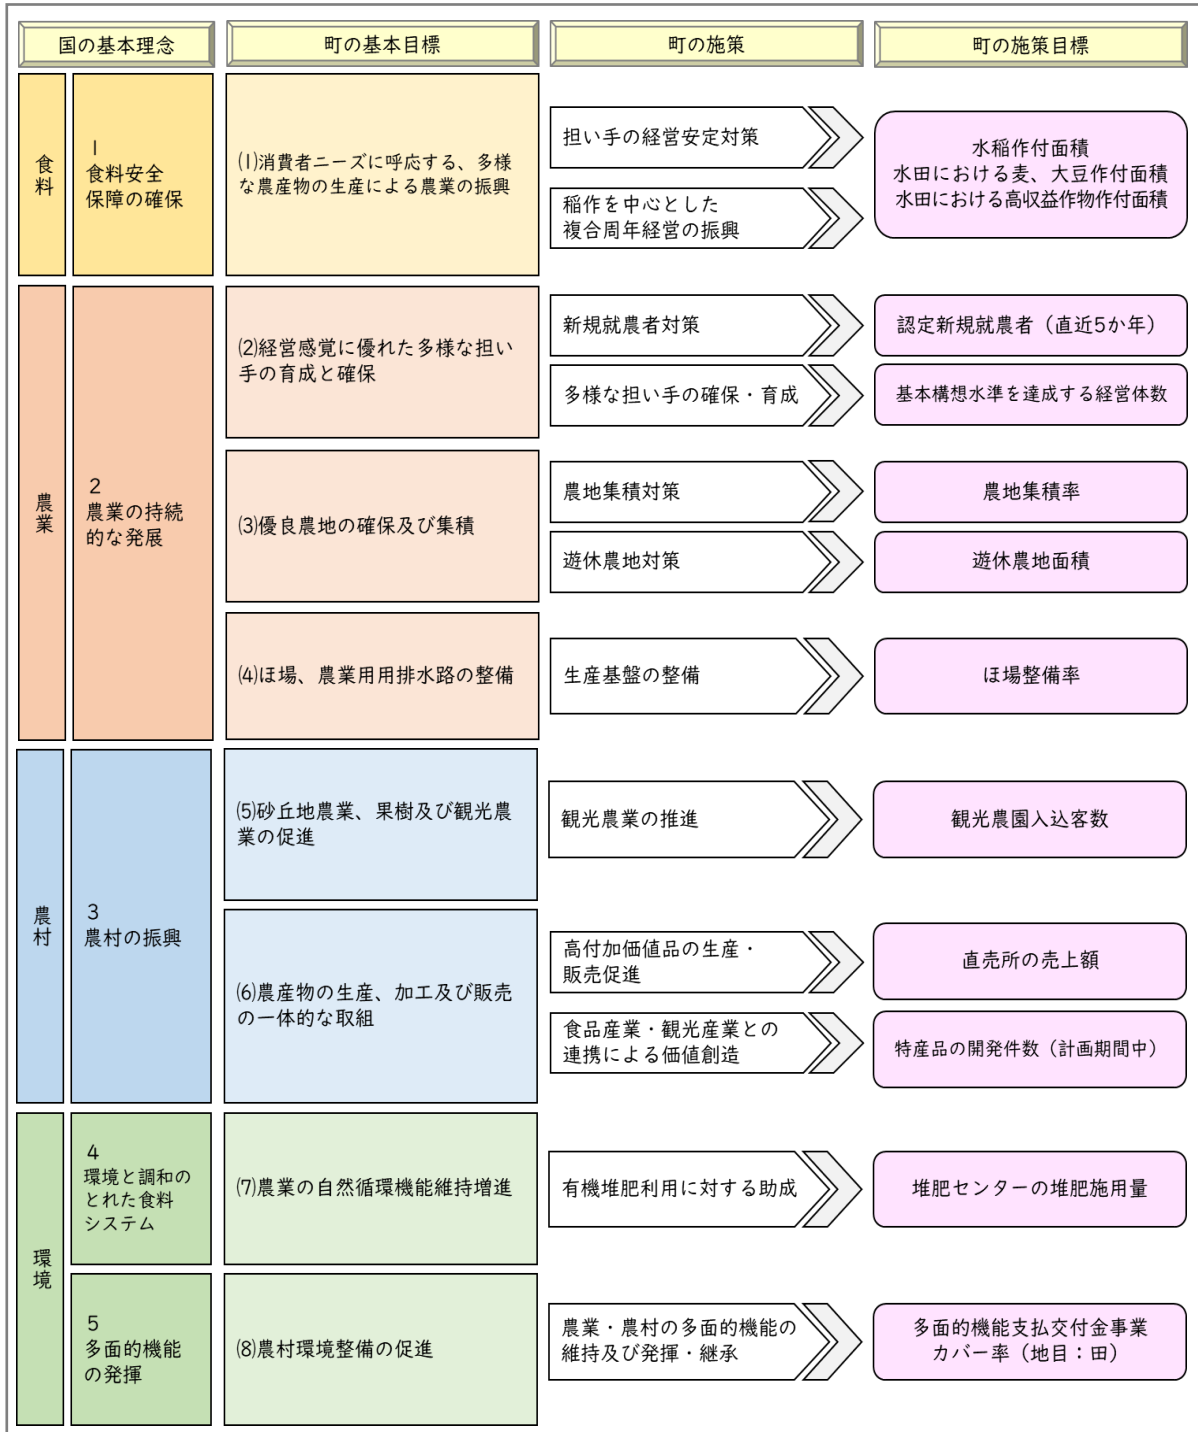 国の基本理念
町の基本目標
町の施策
町の施策目標
食料
1
食料安全
保障の確保
⑴消費者ニーズに呼応する、多様
な農産物の生産による農業の振興
担い手の経営安定対策
稲作を中心とした
複合周年経営の振興
水稲作付面積
水田における麦、大豆作付面積
水田における高収益作物作付面積
農業
2
農業の持続
的な発展
⑵経営感覚に優れた多様な担い
手の育成と確保
新規就農者対策
認定新規就農者（直近5か年）
多様な担い手の確保・育成
基本構想水準を達成する経営体数
⑶優良農地の確保及び集積
農地集積対策
農地集積率
遊休農地対策
遊休農地面積
⑷ほ場、農業用用排水路の整備
生産基盤の整備
ほ場整備率
農村
3
農村の振興
⑸砂丘地農業、果樹及び観光農
業の促進
観光農業の推進
観光農園入込客数
⑹農産物の生産、加工及び販売
の一体的な取組
高付加価値品の生産・
販売促進
直売所の売上額
食品産業・観光産業との
連携による価値創造
特産品の開発件数（計画期間中）
環境
4
環境と調和の
とれた食料
システム
⑺農業の自然循環機能維持増進
有機堆肥利用に対する助成
堆肥センターの堆肥施用量
5
多面的機能
の発揮
⑻農村環境整備の促進
農業・農村の多面的機能の
維持及び発揮・継承
多面的機能支払交付金事業
カバー率（地目：田）